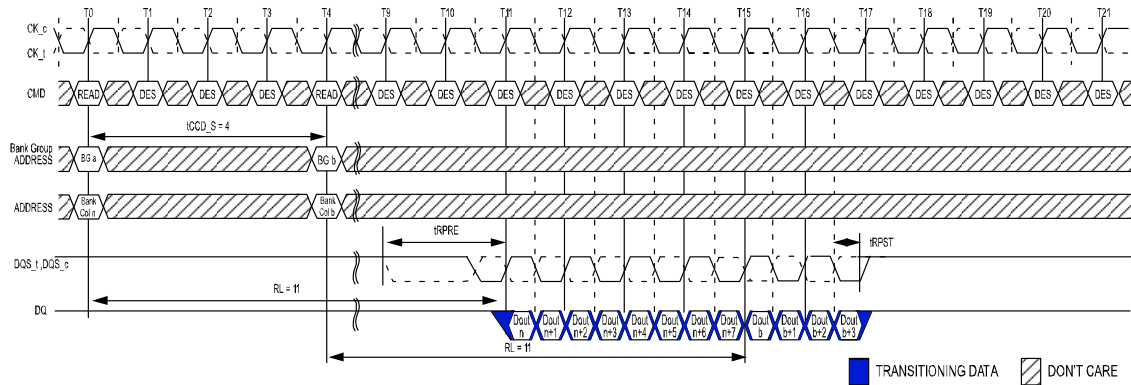 T0 T1 T2 T3 T4 T9 T10 T11 T12 T13 T14 T15 T16 T17 T18 T19 T20 T21
CK_c
CK_t
CMD READ DES DES DES READ DES DES DES DES DES DES DES DES DES DES DES DES DES
tCCD_S = 4
Bank Group
ADDRESS BG a BG b
ADDRESS Bank Col n Bank Col b
tRPRE tRPST
DQS_t ,DQS_c
RL = 11
DQ Dout n Dout n+1 Dout n+2 Dout n+3 Dout n+4 Dout n+5 Dout n+6 Dout n+7 Dout b Dout b+1 Dout b+2 Dout b+3
RL = 11
TRANSITIONING DATA DON'T CARE